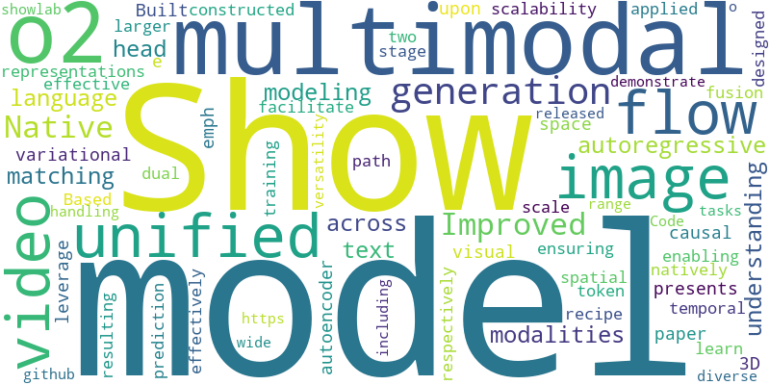 showlab
o2
Built
constructed
larger
head
representations
effective
language
Native
variational
matching
multimodal
upon
scalability
applied
o
two
stage
e
modeling
facilitate
generation
designed
demonstrate
fusion
released
flow
space
autoregressive
Show
emph
versatility
path
dual
training
Based
handling
image
scale
range
tasks
Code
understanding
video
unified
across
text
Improved
causal
visual
ensuring
enabling
natively
leverage
model
spatial
token
presents
temporal
recipe
modalities
paper
learn
3D
diverse
github
resulting
prediction
effectively
https
wide
autoencoder
including
respectively